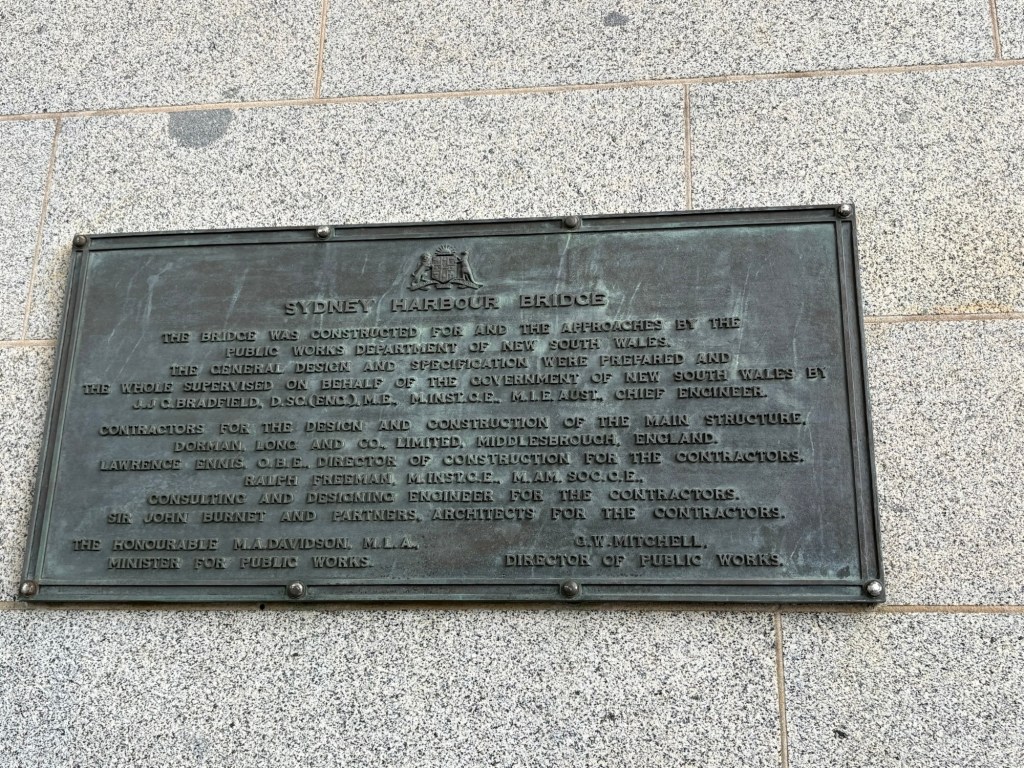 SYDNEY HARBOUR BRIDGE
THE BRIDGE WAS CONSTRUCTED FOR AND THE APPROACHES BY THE
PUBLIC WORKS DEPARTMENT OF NEW SOUTH WALES.
THE GENERAL DESIGN AND SPECIFICATION WERE PREPARED AND
THE WHOLE SUPERVISED ON BEHALF OF THE GOVERNMENT OF NEW SOUTH WALES BY
J.J C. BRADFIELD, D.SC.(ENG.), M.E., M.INST.C.E., M.I.E. AUST., CHIEF ENGINEER.
CONTRACTORS FOR THE DESIGN AND CONSTRUCTION OF THE MAIN STRUCTURE,
DORMAN, LONG AND CO., LIMITED, MIDDLESBROUGH, ENGLAND.
LAWRENCE ENNIS, O.B.E., DIRECTOR OF CONSTRUCTION FOR THE CONTRACTORS.
RALPH FREEMAN, M.INST.C.E., M.AM. SOC.C.E.,
CONSULTING AND DESIGNING ENGINEER FOR THE CONTRACTORS.
SIR JOHN BURNET AND PARTNERS, ARCHITECTS FOR THE CONTRACTORS.
THE HONOURABLE M.A. DAVIDSON, M.L.A., G.W. MITCHELL,
MINISTER FOR PUBLIC WORKS. DIRECTOR OF PUBLIC WORKS.